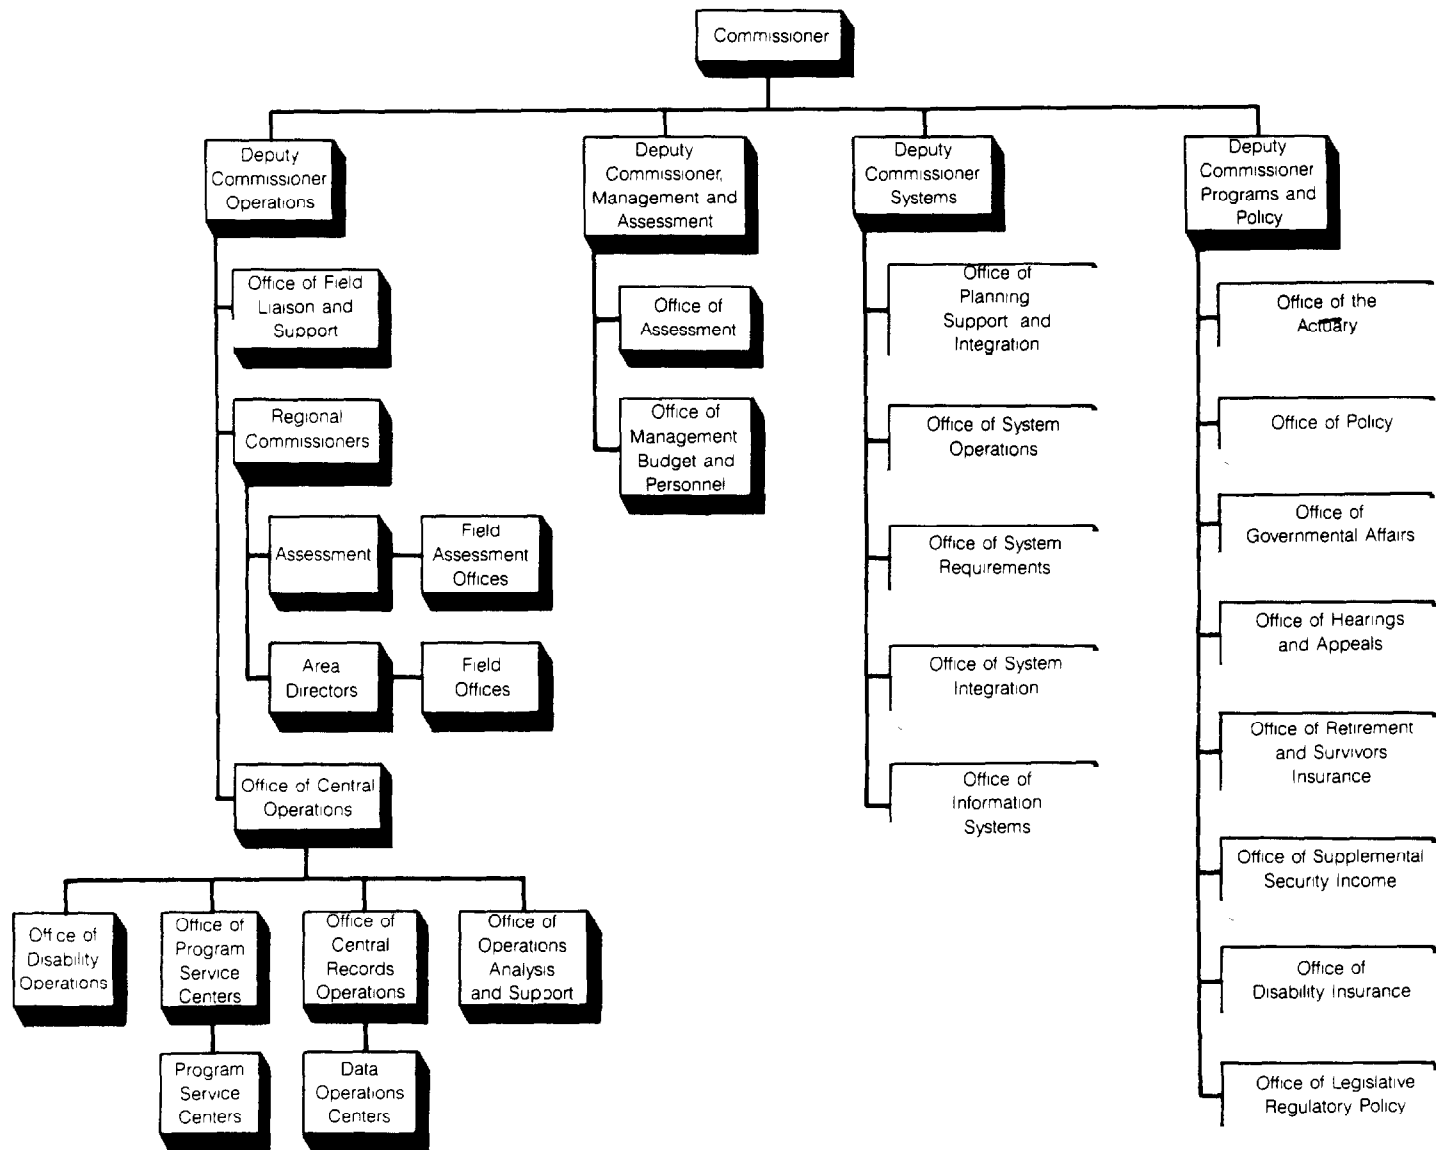 Commissioner
Deputy
Commissioner
Operations
Deputy
Commissioner,
Management and
Assessment
Deputy
Commissioner
Systems
Deputy
Commissioner
Programs and
Policy
Office of Field
Liaison and
Support
Regional
Commissioners
Assessment
Field
Assessment
Offices
Area
Directors
Field
Offices
Office of Central
Operations
Office of
Disability
Operations
Office of
Program
Service
Centers
Office of
Central
Records
Operations
Office of
Operations
Analysis
and Support
Program
Service
Centers
Data
Operations
Centers
Office of
Assessment
Office of
Management
Budget and
Personnel
Office of
Planning
Support and
Integration
Office of System
Operations
Office of System
Requirements
Office of System
Integration
Office of
Information
Systems
Office of the
Actuary
Office of Policy
Office of
Governmental Affairs
Office of Hearings
and Appeals
Office of Retirement
and Survivors
Insurance
Office of Supplemental
Security Income
Office of
Disability Insurance
Office of Legislative
Regulatory Policy